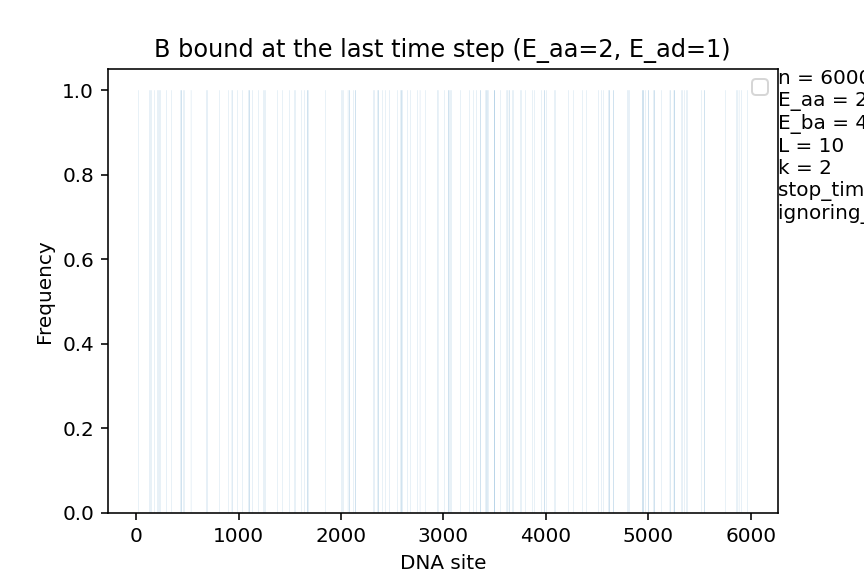 B bound at the last time step (E_aa=2, E_ad=1)
1.0
0.8
0.6
0.4
0.2
0.0
Frequency
0 1000 2000 3000 4000 5000 6000
DNA site
n = 6000
E_aa = 2
E_ba = 4
L = 10
k = 2
stop_tim
ignoring_